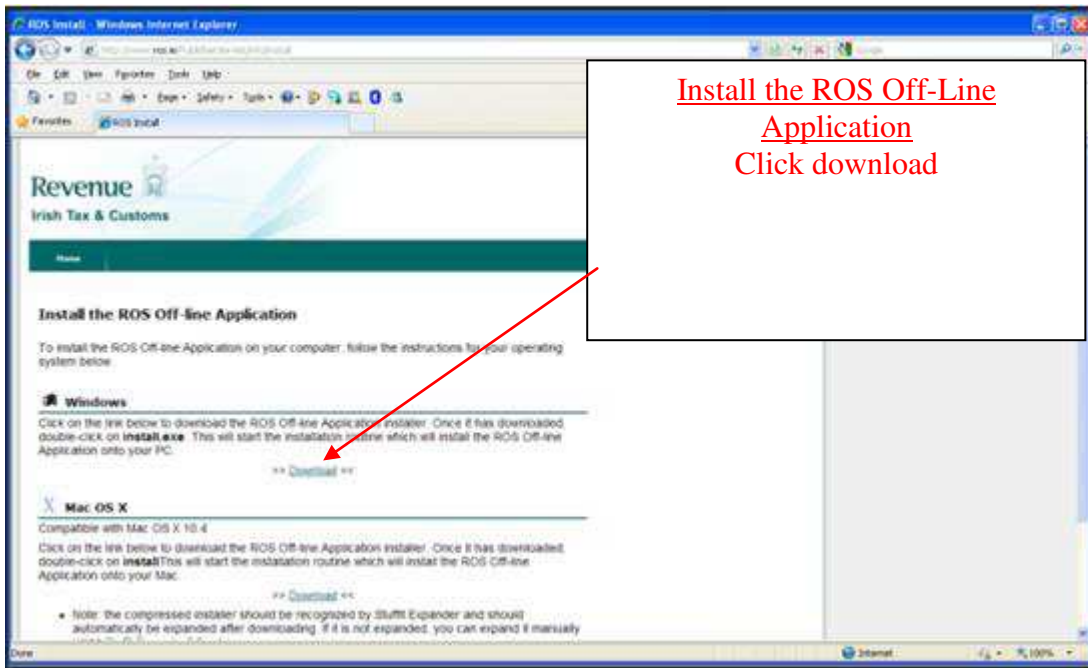 ROS Install - Windows Internet Explorer
File Edit View Favorites Tools Help
Page Safety Tools
Favorites ROS Install
Install the ROS Off-Line
Application
Click download
Revenue
Irish Tax & Customs
Home
Install the ROS Off-line Application
To install the ROS Off-line Application on your computer, follow the instructions for your operating
system below.
Windows
Click on the link below to download the ROS Off-line Application installer. Once it has downloaded,
double-click on install.exe. This will start the installation routine which will install the ROS Off-line
Application onto your PC.
>> Download <<
X Mac OS X
Compatible with Mac OS X 10.4
Click on the link below to download the ROS Off-line Application installer. Once it has downloaded,
double-click on installThis will start the installation routine which will install the ROS Off-line
Application onto your Mac.
>> Download <<
• Note: the compressed installer should be recognized by Stuffit Expander and should
automatically be expanded after downloading. If it is not expanded, you can expand it manually
Done Internet 100%